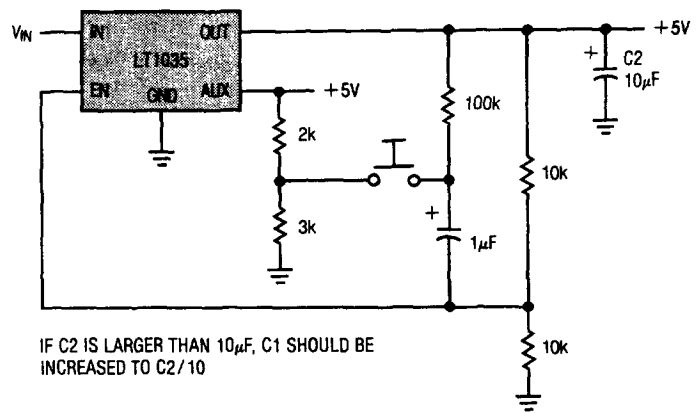 VIN
IN
OUT
+5V
LT1035
+
C2
10µF
EN
GND
AUX
+5V
100k
2k
10k
3k
+
1µF
IF C2 IS LARGER THAN 10µF, C1 SHOULD BE
INCREASED TO C2/10
10k